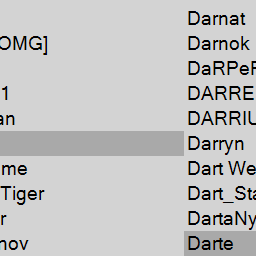 Darnat
OMG] Darnok
DaRPeF
1 DARRE
an DARRIU
Darryn
me Dart We
Tiger Dart_Sta
r DartaNy
nov Darte